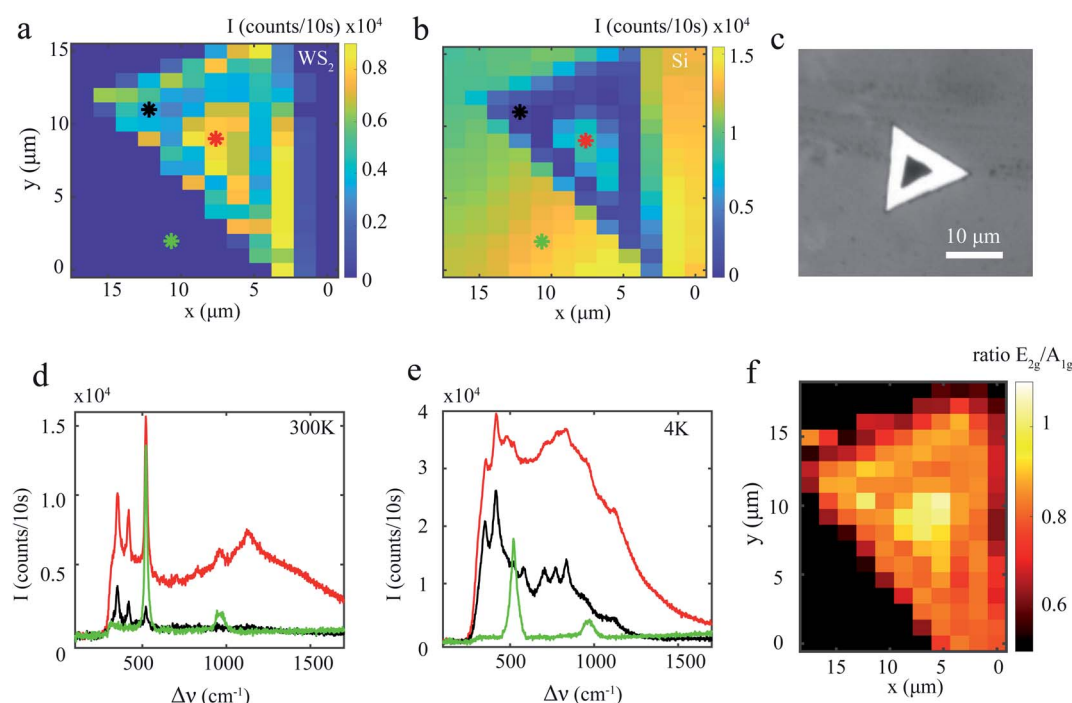 a
I (counts/10s) x10⁴
WS₂
15
10
5
0
y (μm)
15
10
5
0
x (μm)
0.8
0.6
0.4
0.2
0
b
I (counts/10s) x10⁴
Si
15
10
5
0
x (μm)
1.5
1
0.5
0
c
10 μm
d
x10⁴
300K
1.5
1.0
0.5
0
I (counts/10s)
500
1000
1500
Δν (cm⁻¹)
e
x10⁴
4K
40
30
20
10
0
I (counts/10s)
500
1000
1500
Δν (cm⁻¹)
f
ratio E₂g/A₁g
15
10
5
0
y (μm)
15
10
5
0
x (μm)
1
0.8
0.6